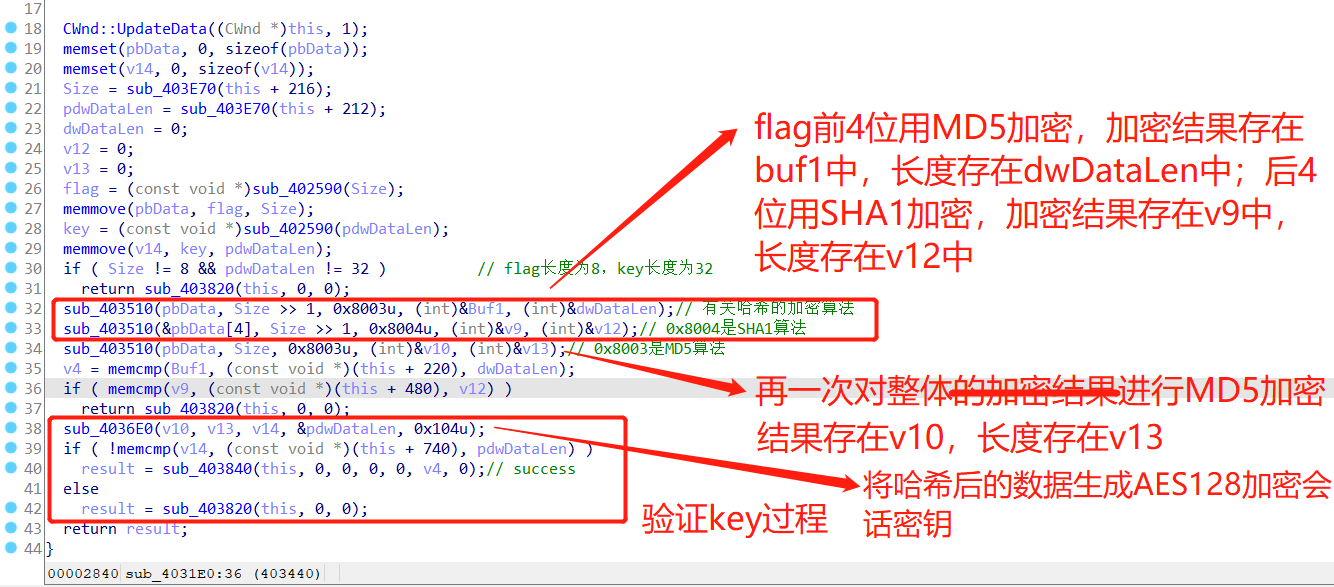 17
18 CWnd::UpdateData((CWnd *)this, 1);
19 memset(pbData, 0, sizeof(pbData));
20 memset(v14, 0, sizeof(v14));
21 Size = sub_403E70(this + 216);
22 pdwDataLen = sub_403E70(this + 212);
23 dwDataLen = 0;
24 v12 = 0;
25 v13 = 0;
26 flag = (const void *)sub_402590(Size);
27 memmove(pbData, flag, Size);
28 key = (const void *)sub_402590(pdwDataLen);
29 memmove(v14, key, pdwDataLen);
30 if ( Size != 8 && pdwDataLen != 32 ) // flag长度为8，key长度为32
31 return sub_403820(this, 0, 0);
32 sub_403510(pbData, Size >> 1, 0x8003u, (int)&Buf1, (int)&dwDataLen);// 有关哈希的加密算法
33 sub_403510(&pbData[4], Size >> 1, 0x8004u, (int)&v9, (int)&v12);// 0x8004是SHA1算法
34 sub_403510(pbData, Size, 0x8003u, (int)&v10, (int)&v13);// 0x8003是MD5算法
35 v4 = memcmp(Buf1, (const void *)(this + 220), dwDataLen);
36 if ( memcmp(v9, (const void *)(this + 480), v12) )
37 return sub_403820(this, 0, 0);
38 sub_4036E0(v10, v13, v14, &pdwDataLen, 0x104u);
39 if ( !memcmp(v14, (const void *)(this + 740), pdwDataLen) )
40 result = sub_403840(this, 0, 0, 0, 0, v4, 0);// success
41 else
42 result = sub_403820(this, 0, 0);
43 return result;
44 }
00002840 sub_4031E0:36 (403440)
flag前4位用MD5加密，加密结果存在
buf1中，长度存在dwDataLen中；后4
位用SHA1加密，加密结果存在v9中，
长度存在v12中
再一次对整体的加密结果进行MD5加密
结果存在v10，长度存在v13
将哈希后的数据生成AES128加密会
话密钥
验证key过程